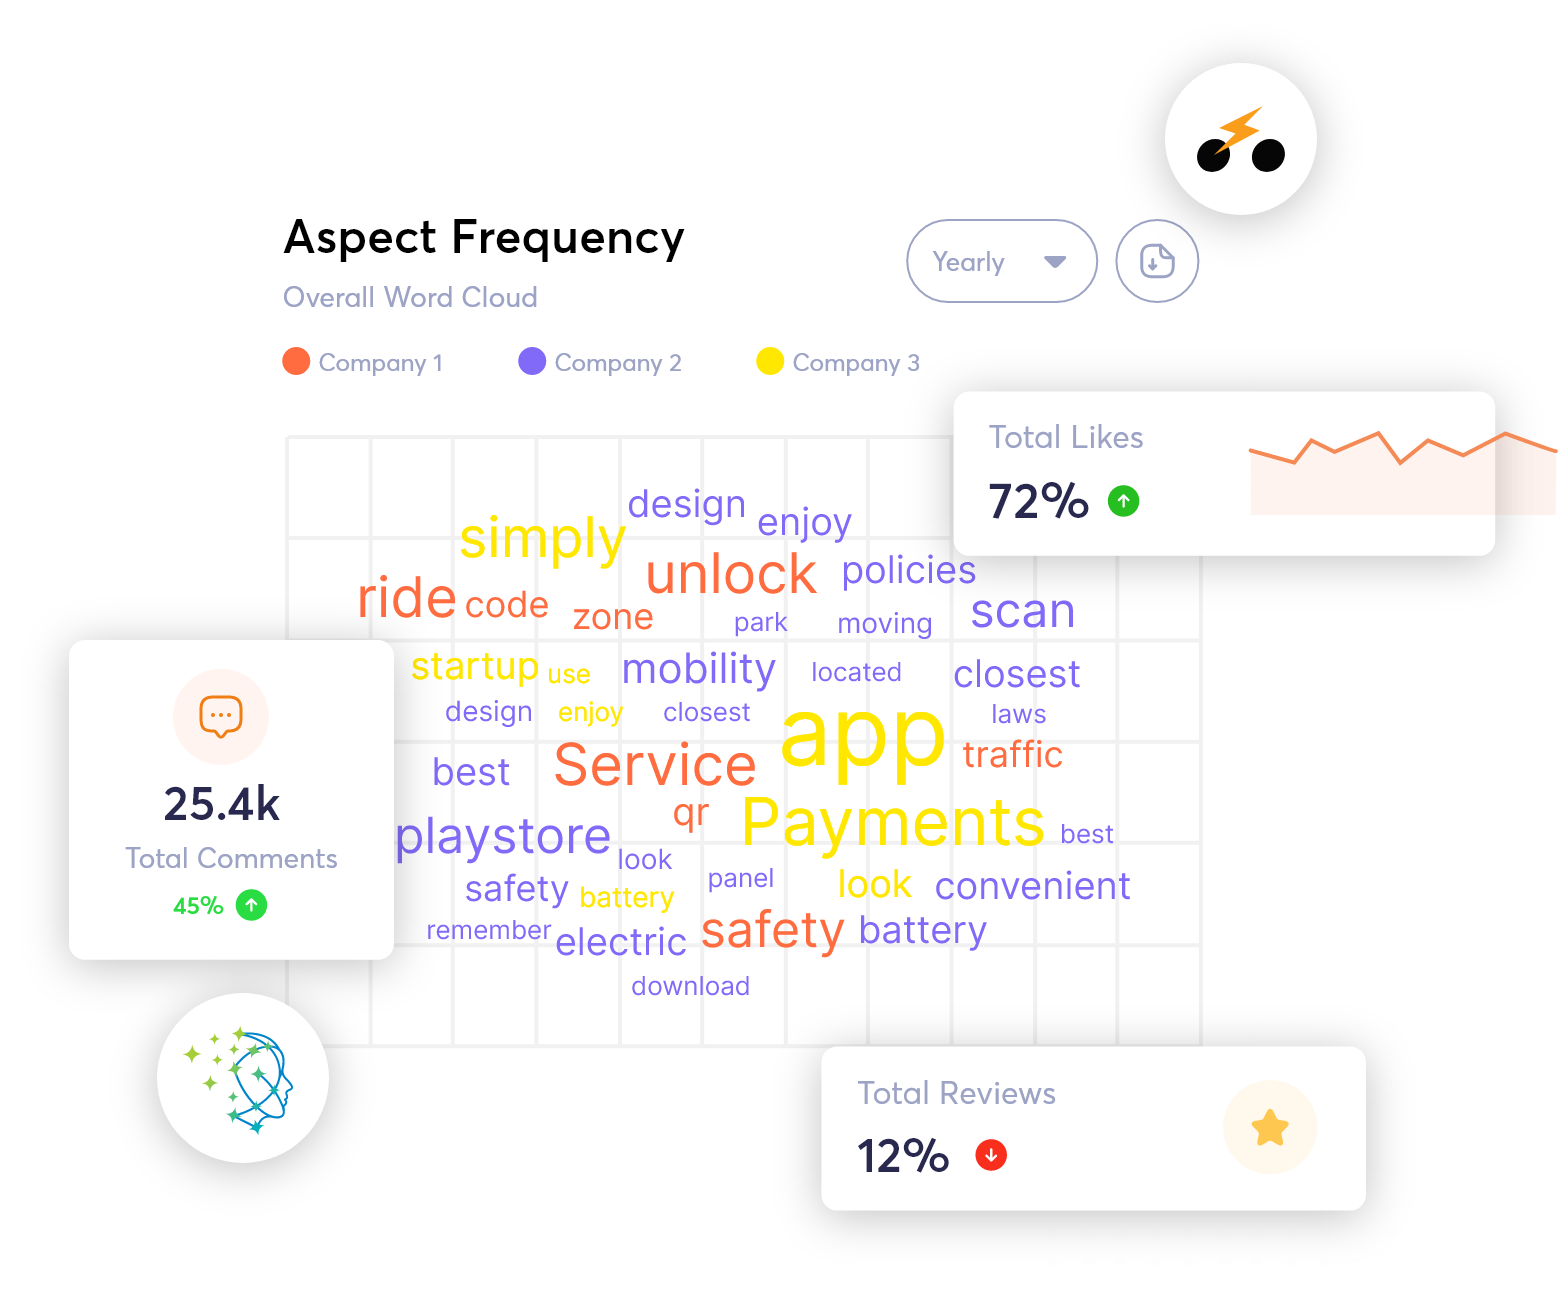 Aspect Frequency
Yearly
Overall Word Cloud
Company 1 Company 2 Company 3
Total Likes
72%
design
enjoy
simply
unlock
policies
ride code zone
park moving scan
startup use mobility located closest
design enjoy closest app laws
best Service traffic
qr Payments best
playstore look
safety battery panel look convenient
remember electric safety battery
download
25.4k
Total Comments
45%
Total Reviews
12%